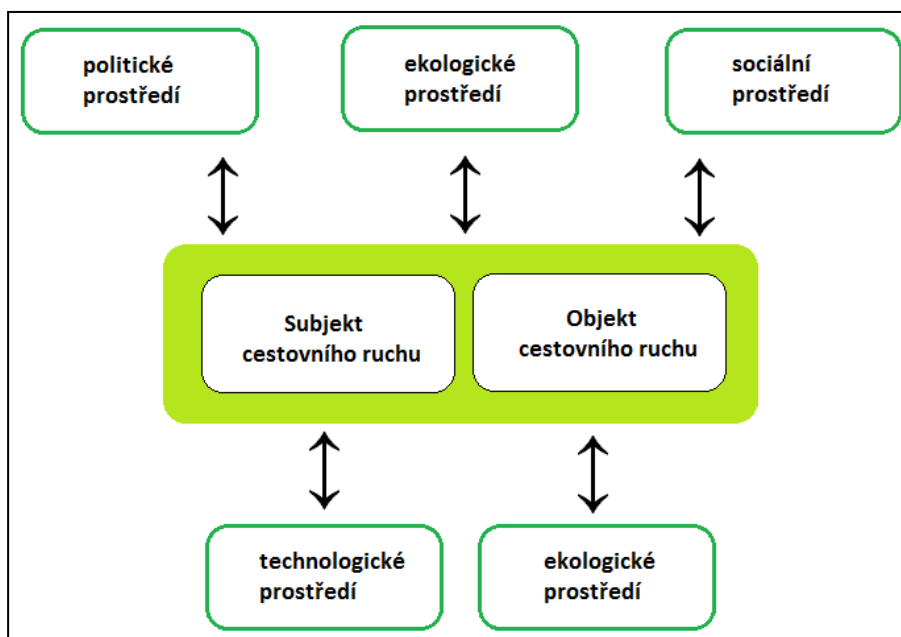 politické
prostředí
ekologické
prostředí
sociální
prostředí
Subjekt
cestovního ruchu
Objekt
cestovního ruchu
technologické
prostředí
ekologické
prostředí